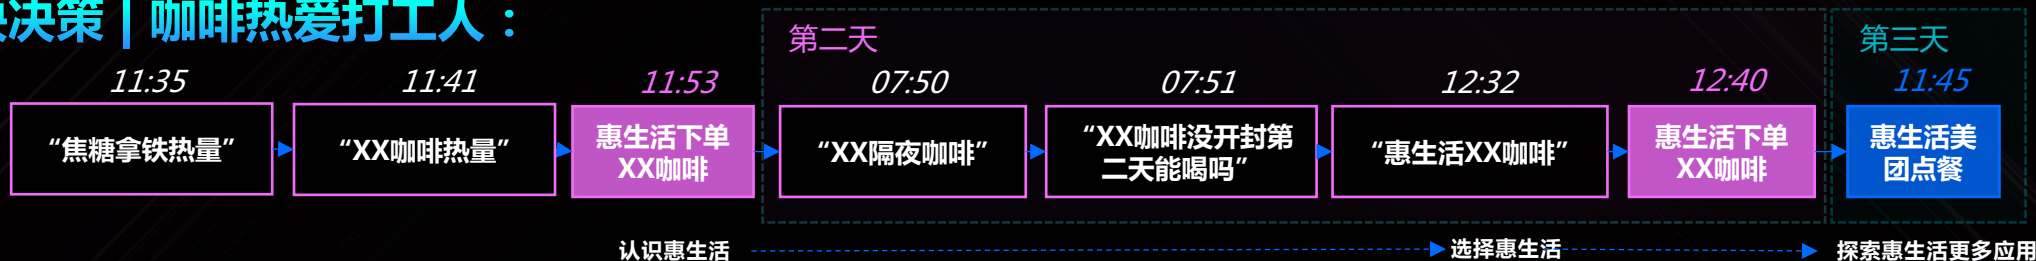 决策 | 咖啡热爱打工人：
第二天
第三天
11:35
11:41
11:53
07:50
07:51
12:32
12:40
11:45
“焦糖拿铁热量”
“XX咖啡热量”
惠生活下单
XX咖啡
“XX隔夜咖啡”
“XX咖啡没开封第
二天能喝吗”
“惠生活XX咖啡”
惠生活下单
XX咖啡
惠生活美
团点餐
认识惠生活
选择惠生活
探索惠生活更多应用